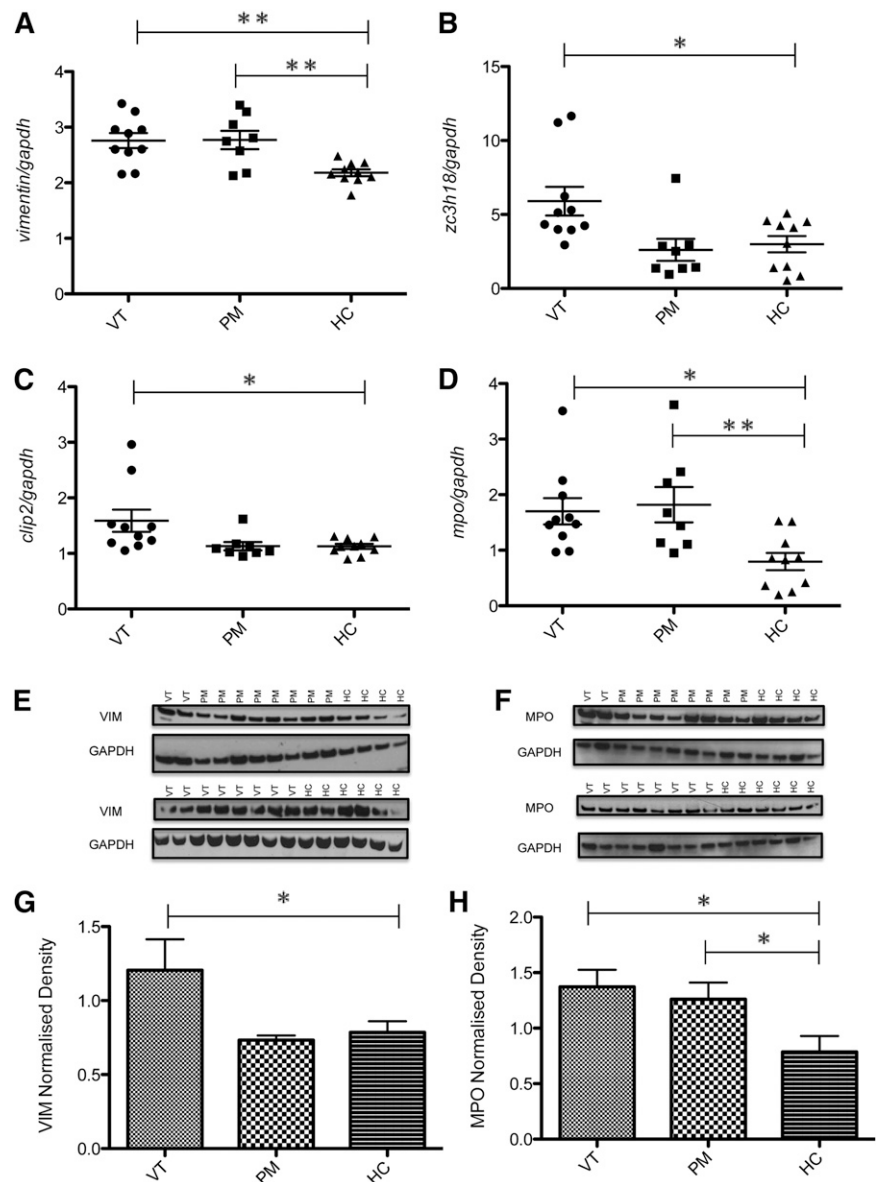 A
vimentin/gapdh
4
3
2
1
0
VT
PM
HC
**
**
B
zc3h18/gapdh
15
10
5
0
VT
PM
HC
*
C
clip2/gapdh
4
3
2
1
0
VT
PM
HC
*
D
mpo/gapdh
4
3
2
1
0
VT
PM
HC
*
**
E
VT VT PM PM PM PM PM PM PM PM HC HC HC HC
VIM
GAPDH
VT VT VT VT VT VT VT VT HC HC HC HC HC HC
VIM
GAPDH
F
VT VT PM PM PM PM PM PM PM PM HC HC HC HC
MPO
GAPDH
VT VT VT VT VT VT VT VT HC HC HC HC HC HC
MPO
GAPDH
G
VIM Normalised Density
1.5
1.0
0.5
0.0
VT
PM
HC
*
H
MPO Normalised Density
2.0
1.5
1.0
0.5
0.0
VT
PM
HC
*
*